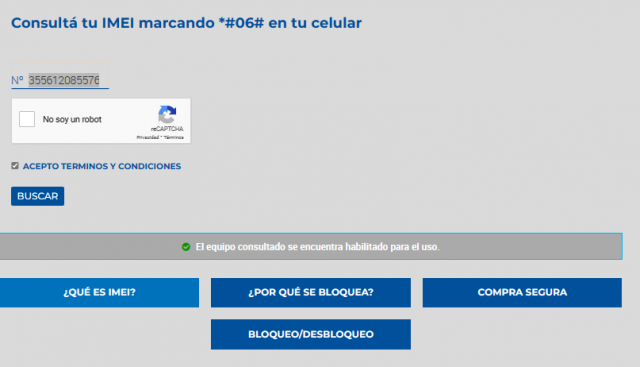 Consultá tu IMEI marcando *#06# en tu celular
Nº 355612085576
No soy un robot
reCAPTCHA
Privacidad * Términos
ACEPTO TERMINOS Y CONDICIONES
BUSCAR
El equipo consultado se encuentra habilitado para el uso.
¿QUÉ ES IMEI?
¿POR QUÉ SE BLOQUEA?
COMPRA SEGURA
BLOQUEO/DESBLOQUEO